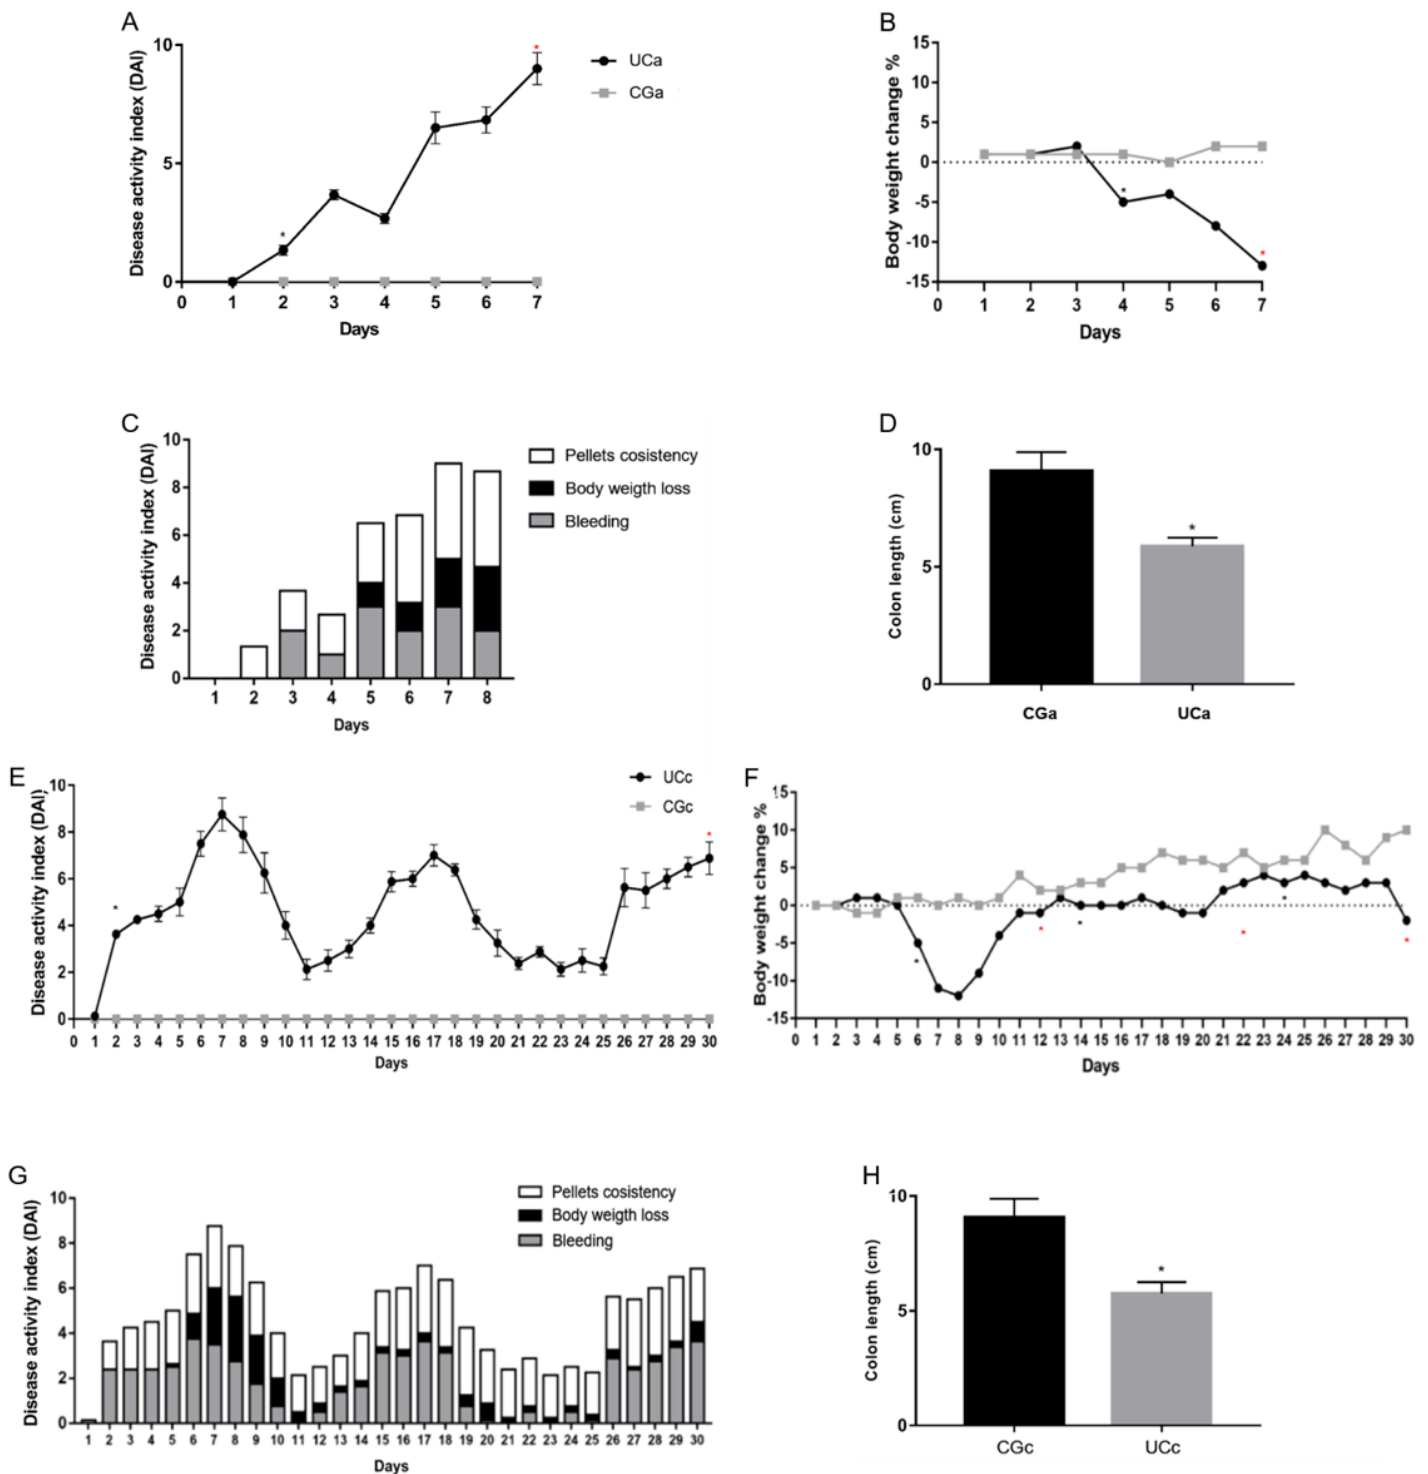 A
Disease activity index (DAI)
10
5
0
0 1 2 3 4 5 6 7
Days
*
*
UCa
CGa
B
Body weight change %
15
10
5
0
-5
-10
-15
0 1 2 3 4 5 6 7
Days
*
*
C
Disease activity index (DAI)
10
8
6
4
2
0
1 2 3 4 5 6 7 8
Days
Pellets cosistency
Body weigth loss
Bleeding
D
Colon length (cm)
10
5
0
*
CGa UCa
E
Disease activity index (DAI)
10
8
6
4
2
0
0 1 2 3 4 5 6 7 8 9 10 11 12 13 14 15 16 17 18 19 20 21 22 23 24 25 26 27 28 29 30
Days
*
*
UCc
CGc
F
Body weight change %
15
10
5
0
-5
-10
-15
0 1 2 3 4 5 6 7 8 9 10 11 12 13 14 15 16 17 18 19 20 21 22 23 24 25 26 27 28 29 30
Days
*
*
*
*
*
*
G
Disease activity index (DAI)
10
8
6
4
2
0
1 2 3 4 5 6 7 8 9 10 11 12 13 14 15 16 17 18 19 20 21 22 23 24 25 26 27 28 29 30
Days
Pellets cosistency
Body weigth loss
Bleeding
H
Colon length (cm)
10
5
0
*
CGc UCc